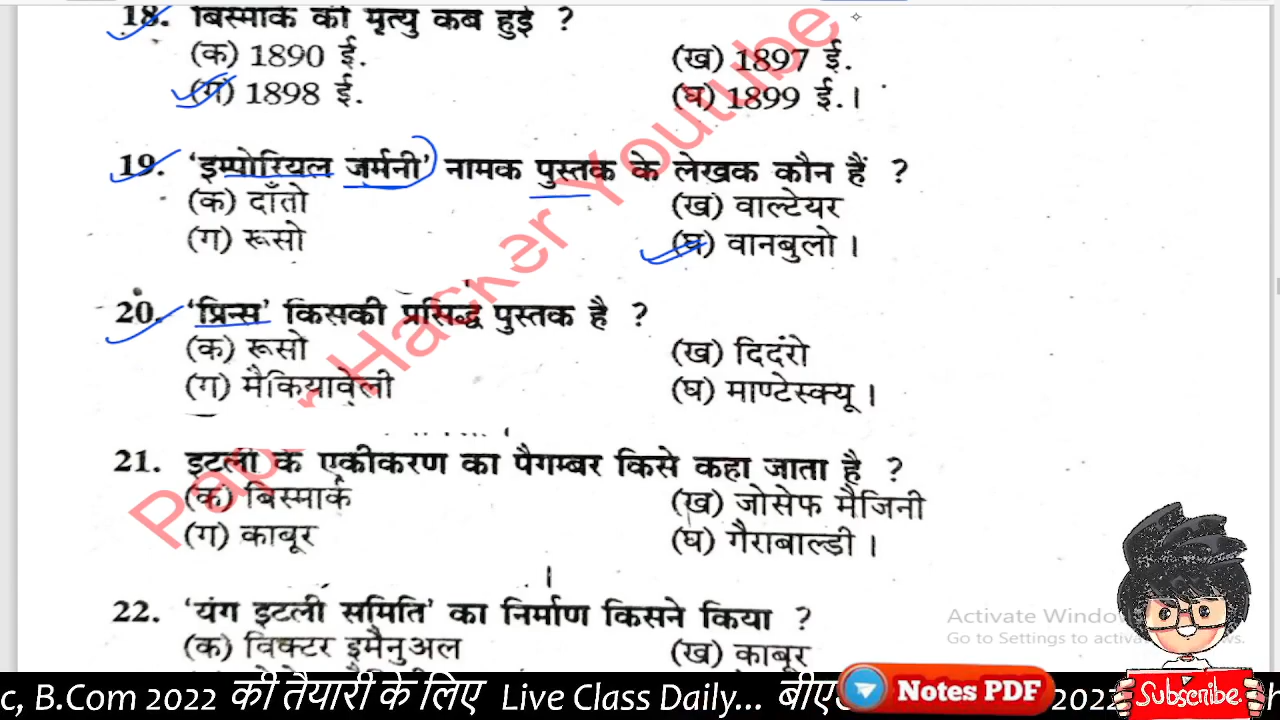 18. बिस्मार्क की मृत्यु कब हुई ?
(क) 1890 ई. (ख) 1897 ई.
(ग) 1898 ई. (घ) 1899 ई.।
19. 'इम्पोरियल जर्मनी' नामक पुस्तक के लेखक कौन हैं ?
(क) दाँतो (ख) वाल्टेयर
(ग) रूसो (घ) वानबुलो ।
20. 'प्रिन्स' किसकी प्रसिद्ध पुस्तक है ?
(क) रूसो (ख) दिदंरो
(ग) मैकियावेली (घ) माण्टेस्क्यू ।
21. इटली के एकीकरण का पैगम्बर किसे कहा जाता है ?
(क) बिस्मार्क (ख) जोसेफ मैजिनी
(ग) काबूर (घ) गैराबाल्डी ।
22. 'यंग इटली समिति' का निर्माण किसने किया ?
(क) विक्टर इमैनुअल (ख) काबूर
Hacker Youtube
Activate Windows
Go to Settings to activate Windows.
c, B.Com 2022 की तैयारी के लिए Live Class Daily... बीए 2022
Notes PDF
Subscribe